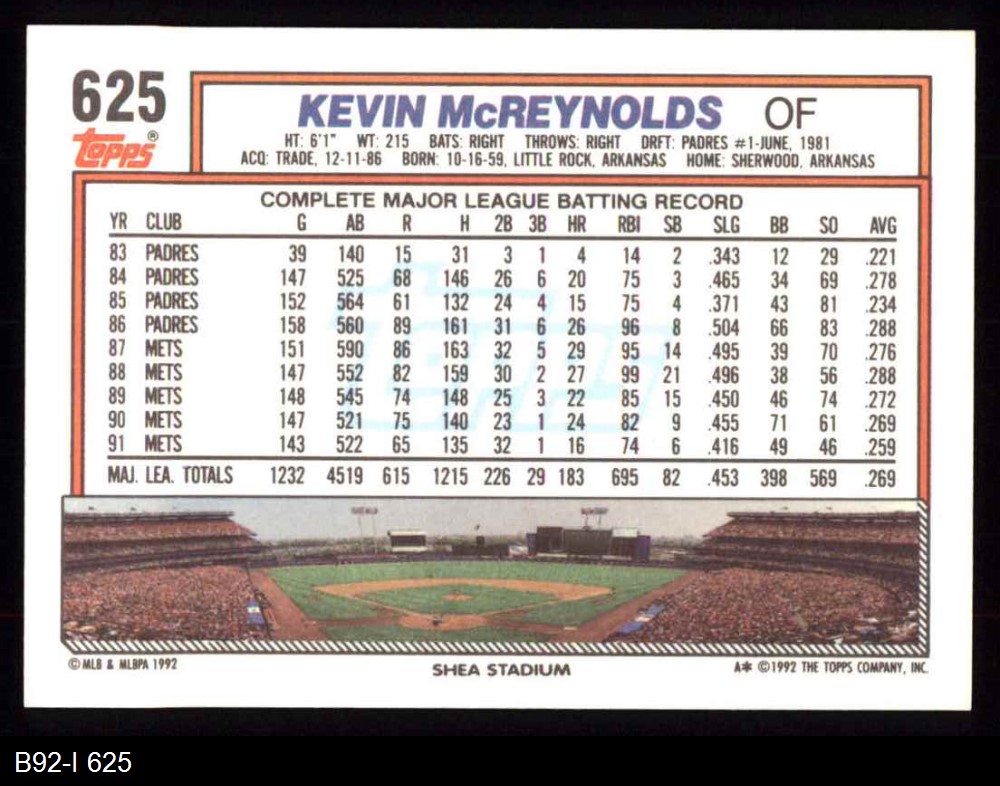 625 KEVIN McREYNOLDS OF
Topps®
HT: 6'1" WT: 215 BATS: RIGHT THROWS: RIGHT DRFT: PADRES #1-JUNE, 1981
ACQ: TRADE, 12-11-86 BORN: 10-16-59, LITTLE ROCK, ARKANSAS HOME: SHERWOOD, ARKANSAS
COMPLETE MAJOR LEAGUE BATTING RECORD
YR CLUB G AB R H 2B 3B HR RBI SB SLG BB SO AVG
83 PADRES 39 140 15 31 3 1 4 14 2 .343 12 29 .221
84 PADRES 147 525 68 146 26 6 20 75 3 .465 34 69 .278
85 PADRES 152 564 61 132 24 4 15 75 4 .371 43 81 .234
86 PADRES 158 560 89 161 31 6 26 96 8 .504 66 83 .288
87 METS 151 590 86 163 32 5 29 95 14 .495 39 70 .276
88 METS 147 552 82 159 30 2 27 99 21 .496 38 56 .288
89 METS 148 545 74 148 25 3 22 85 15 .450 46 74 .272
90 METS 147 521 75 140 23 1 24 82 9 .455 71 61 .269
91 METS 143 522 65 135 32 1 16 74 6 .416 49 46 .259
MAJ. LEA. TOTALS 1232 4519 615 1215 226 29 183 695 82 .453 398 569 .269
Topps
© MLB & MLBPA 1992 SHEA STADIUM A* © 1992 THE TOPPS COMPANY, INC.
B92-I 625